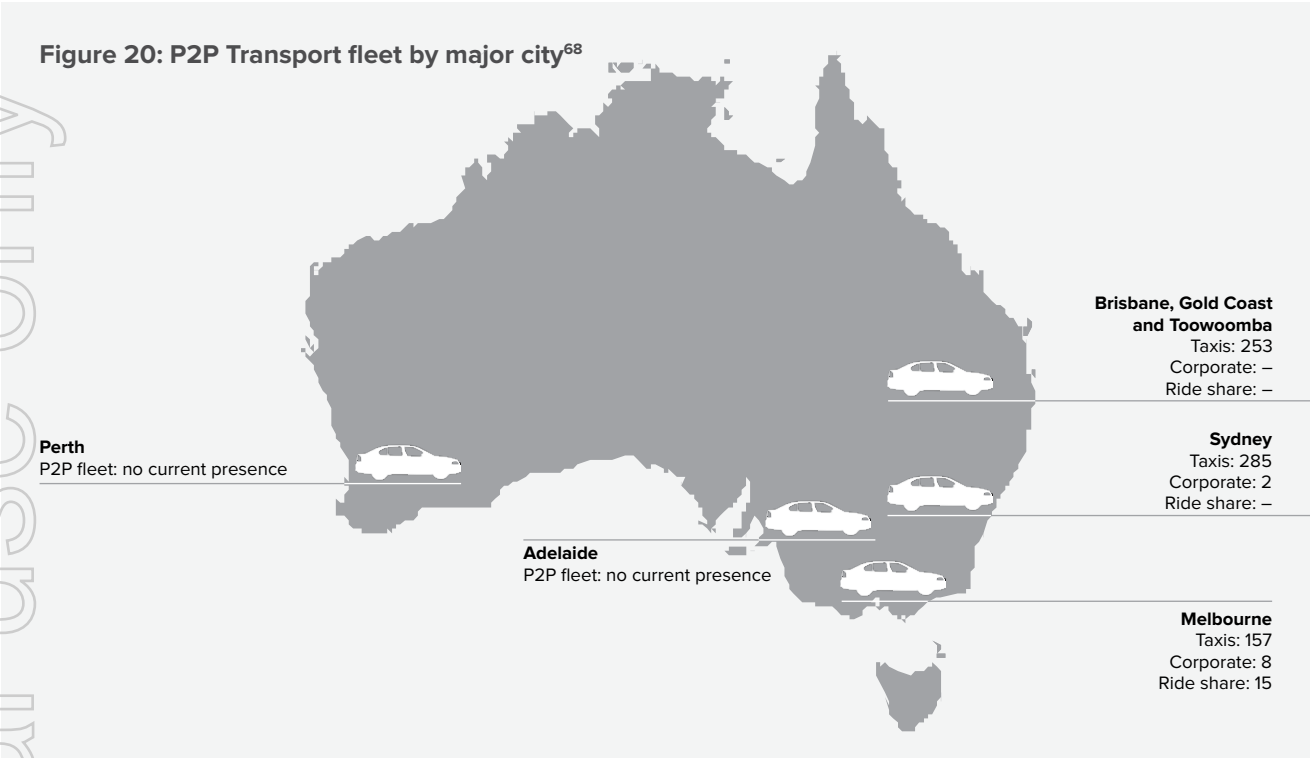 Figure 20: P2P Transport fleet by major city68
Brisbane, Gold Coast
and Toowoomba
Taxis: 253
Corporate: –
Ride share: –
Perth
P2P fleet: no current presence
Sydney
Taxis: 285
Corporate: 2
Ride share: –
Adelaide
P2P fleet: no current presence
Melbourne
Taxis: 157
Corporate: 8
Ride share: 15